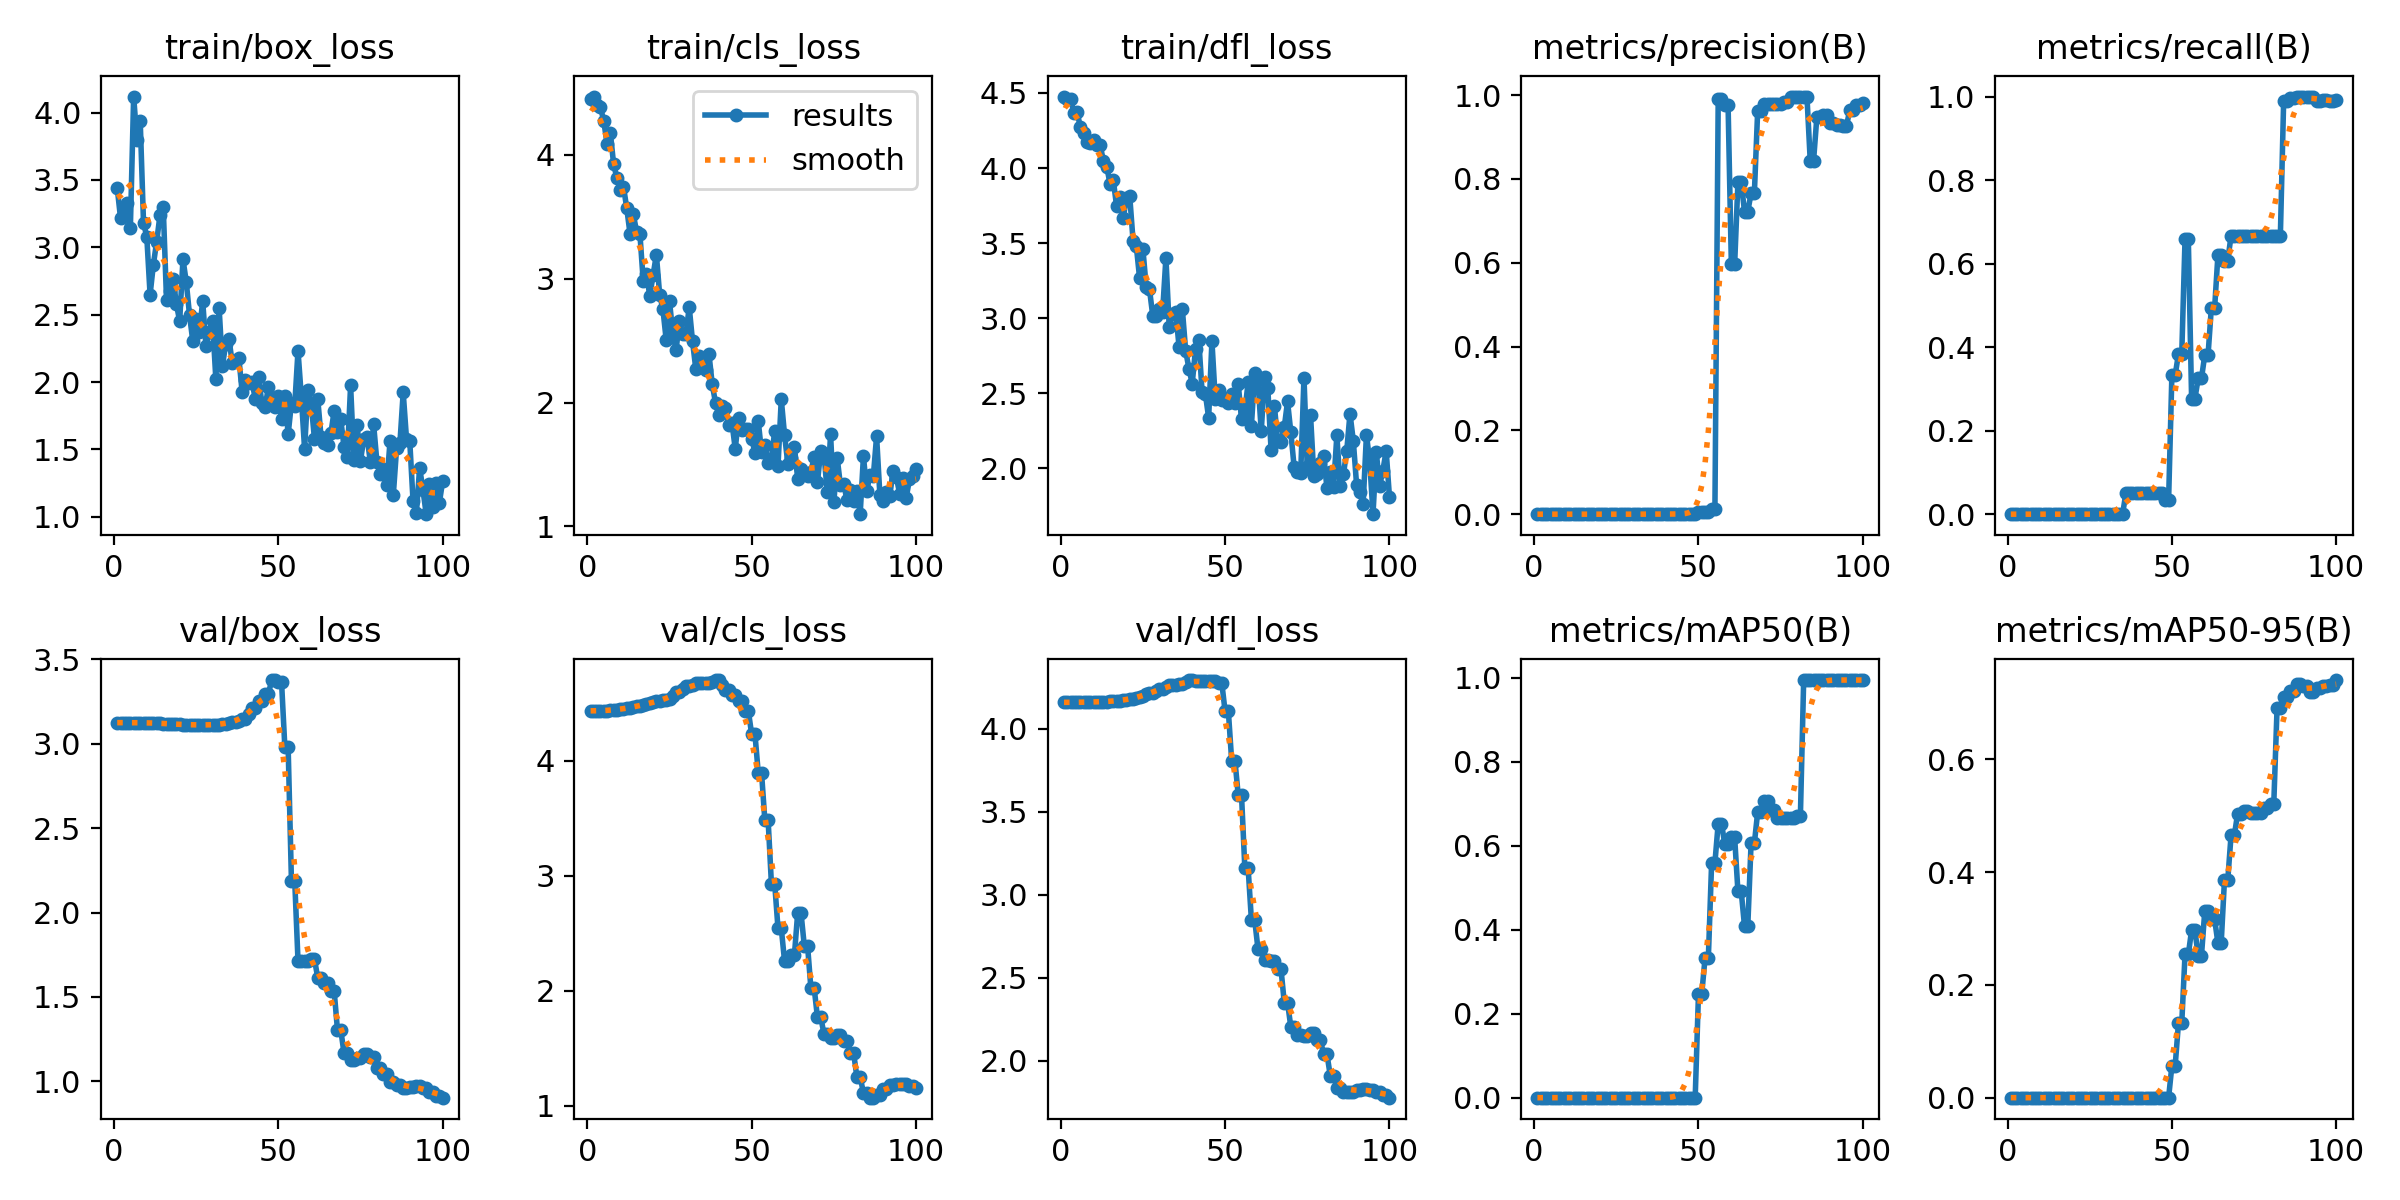 train/box_loss
train/cls_loss
train/dfl_loss
metrics/precision(B)
metrics/recall(B)
4.0
3.5
3.0
2.5
2.0
1.5
1.0
0 50 100
results
smooth
4
3
2
1
0 50 100
4.5
4.0
3.5
3.0
2.5
2.0
0 50 100
1.0
0.8
0.6
0.4
0.2
0.0
0 50 100
1.0
0.8
0.6
0.4
0.2
0.0
0 50 100
val/box_loss
val/cls_loss
val/dfl_loss
metrics/mAP50(B)
metrics/mAP50-95(B)
3.5
3.0
2.5
2.0
1.5
1.0
0 50 100
4
3
2
1
0 50 100
4.0
3.5
3.0
2.5
2.0
0 50 100
1.0
0.8
0.6
0.4
0.2
0.0
0 50 100
0.6
0.4
0.2
0.0
0 50 100